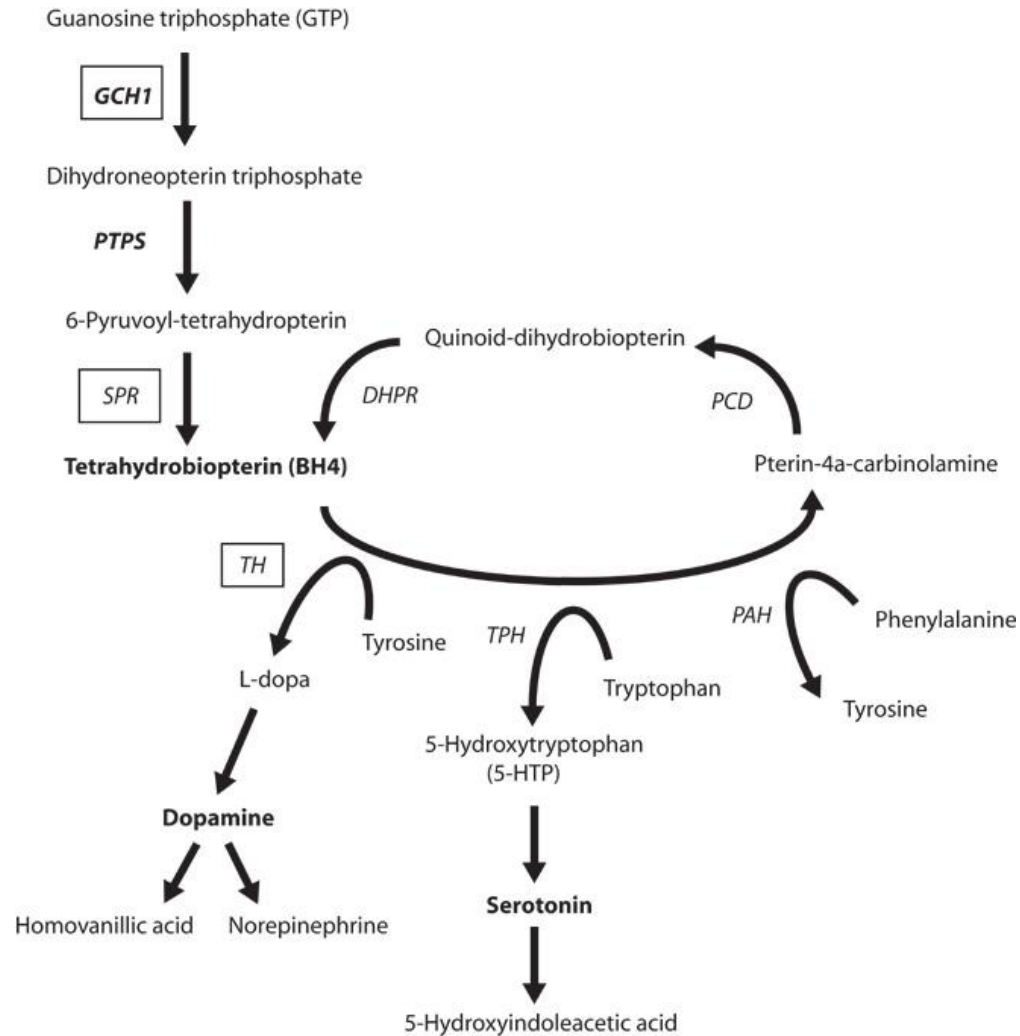 Guanosine triphosphate (GTP)
GCH1
Dihydroneopterin triphosphate
PTPS
6-Pyruvoyl-tetrahydropterin
Quinoid-dihydrobiopterin
SPR
DHPR
PCD
Tetrahydrobiopterin (BH4)
Pterin-4a-carbinolamine
TH
Tyrosine
TPH
PAH
Phenylalanine
L-dopa
Tryptophan
Tyrosine
5-Hydroxytryptophan
(5-HTP)
Dopamine
Serotonin
Homovanillic acid
Norepinephrine
5-Hydroxyindoleacetic acid